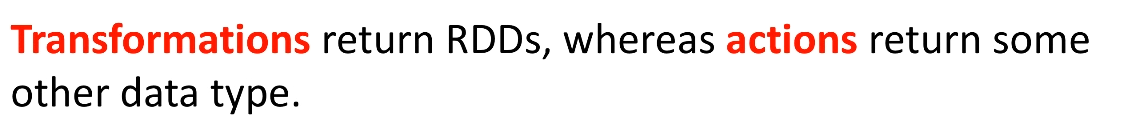 Transformations return RDDs, whereas actions return some
other data type.